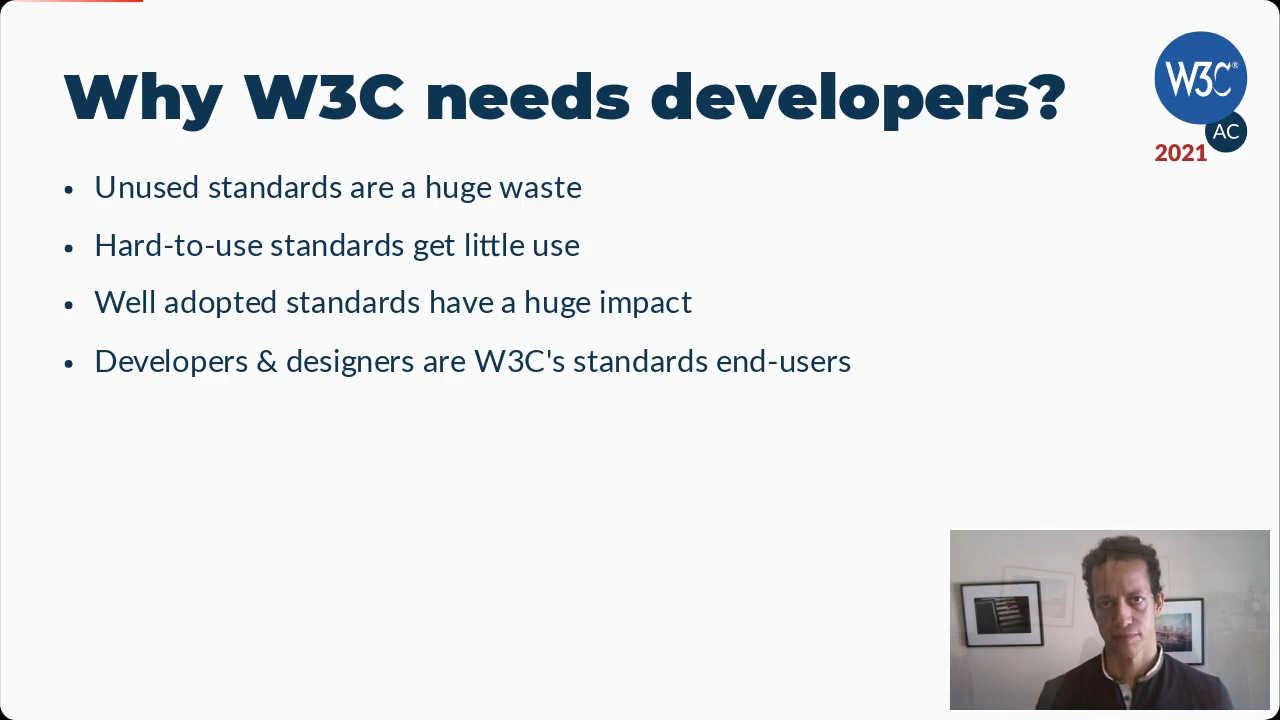 Why W3C needs developers?
W3C®
AC
2021
Unused standards are a huge waste
Hard-to-use standards get little use
Well adopted standards have a huge impact
Developers & designers are W3C's standards end-users